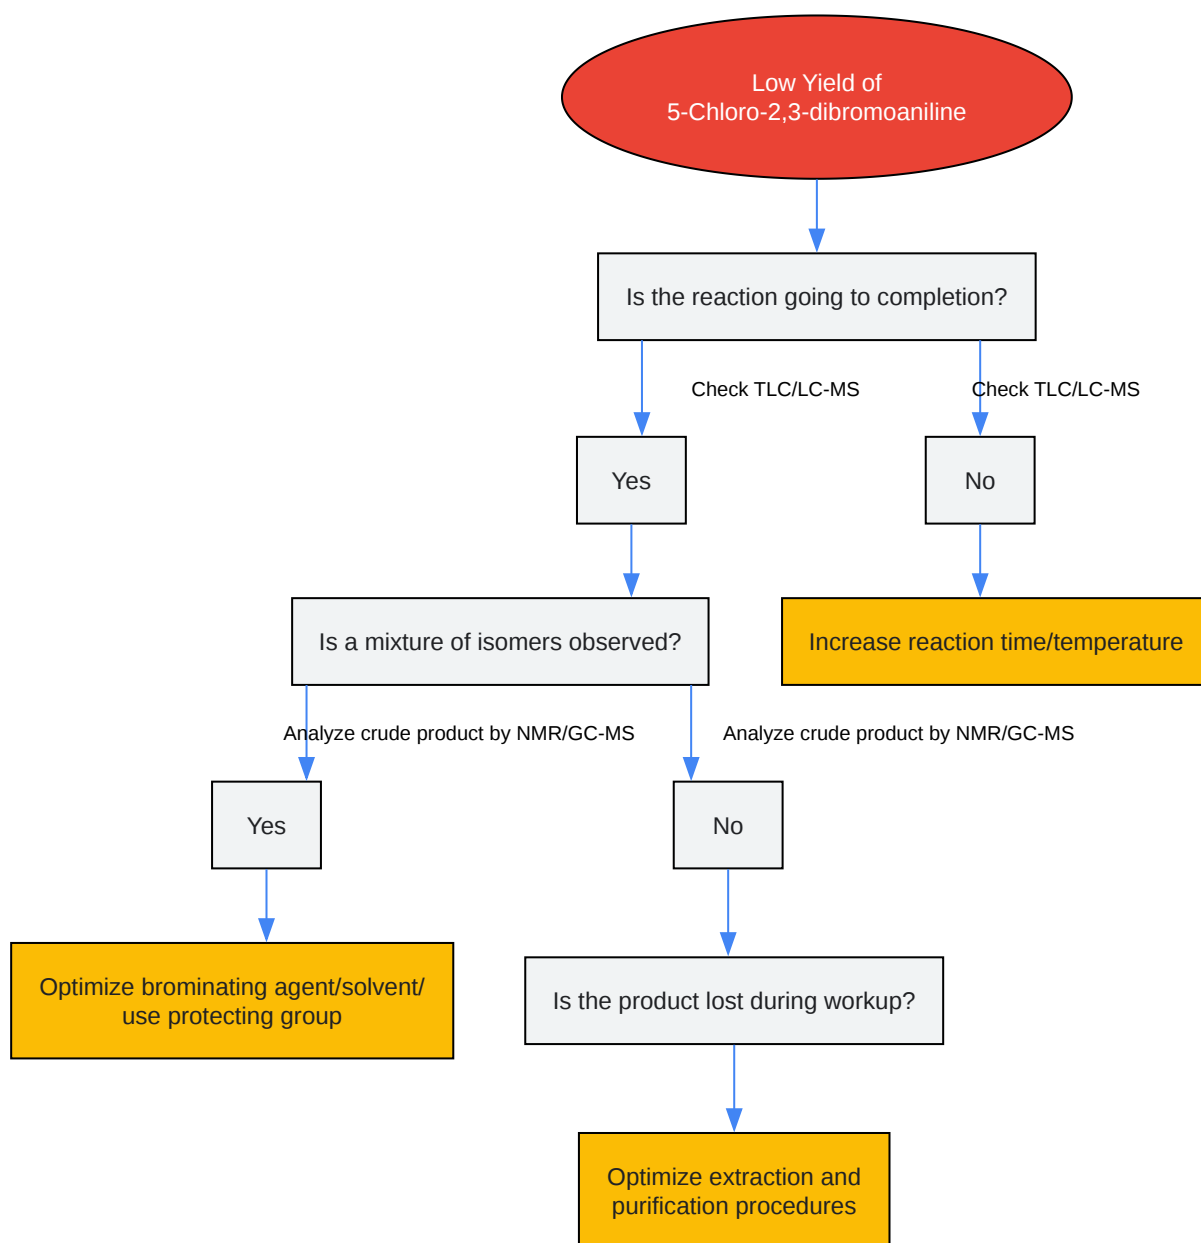 Low Yield of
5-Chloro-2,3-dibromoaniline
Is the reaction going to completion?
Check TLC/LC-MS
Check TLC/LC-MS
Yes
No
Is a mixture of isomers observed?
Increase reaction time/temperature
Analyze crude product by NMR/GC-MS
Analyze crude product by NMR/GC-MS
Yes
No
Optimize brominating agent/solvent/
use protecting group
Is the product lost during workup?
Optimize extraction and
purification procedures